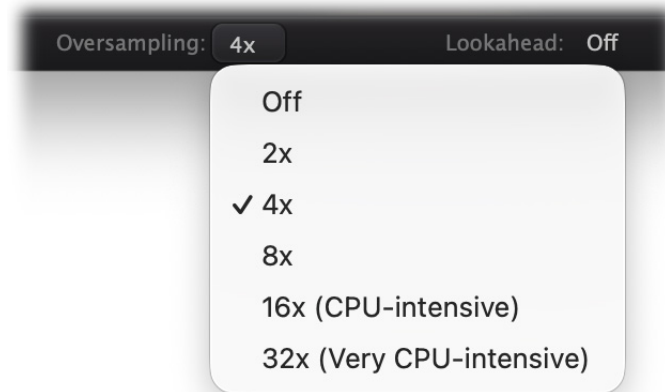 Oversampling: 4x Lookahead: Off
Off
2x
✓ 4x
8x
16x (CPU-intensive)
32x (Very CPU-intensive)